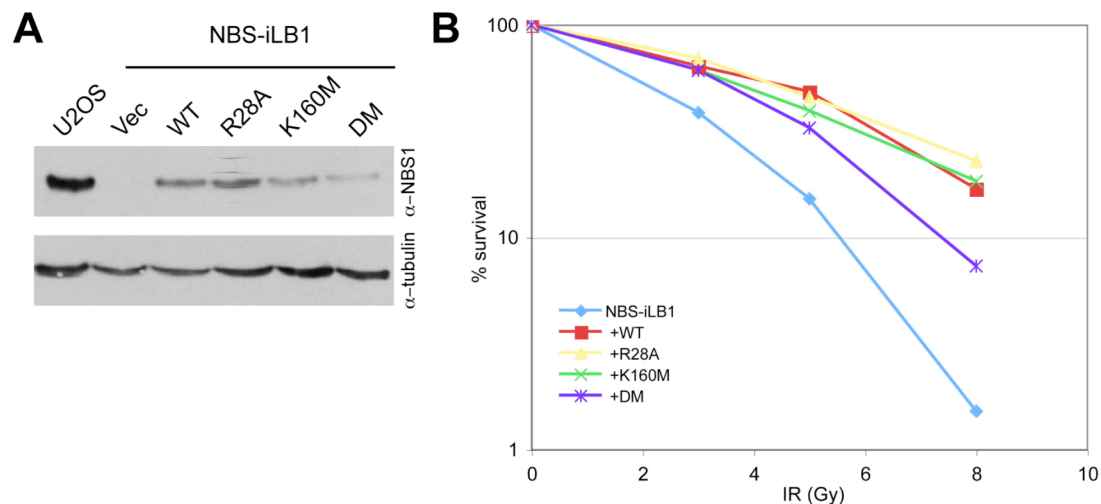 A
NBS-iLB1
U2OS
Vec
WT
R28A
K160M
DM
α–NBS1
α–tubulin
B
% survival
100
10
1
NBS-iLB1
+WT
+R28A
+K160M
+DM
0 2 4 6 8 10
IR (Gy)